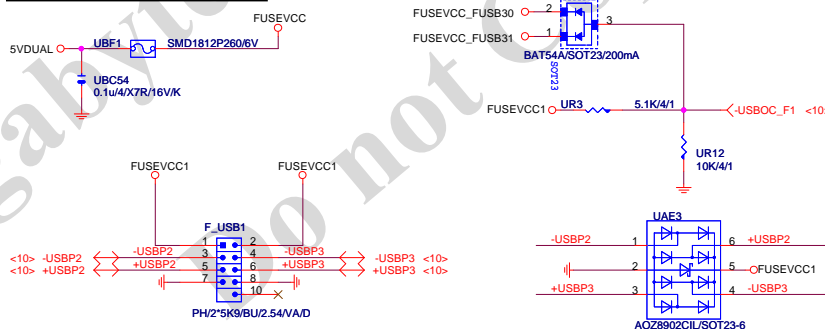 FUSEVCC
5VDUAL
UBF1
SMD1812P260/6V
UBC54
0.1u/4/X7R/16V/K
FUSEVCC_FUSB30
2
FUSEVCC_FUSB31
1
3
BAT54A/SOT23/200mA
SOT23
FUSEVCC1
UR3
5.1K/4/1
-USBOC_F1
<10>
UR12
10K/4/1
FUSEVCC1
FUSEVCC1
F_USB1
1
2
<10>
-USBP2
-USBP2
3
4
-USBP3
-USBP3
<10>
<10>
+USBP2
+USBP2
5
6
+USBP3
+USBP3
<10>
7
8
10
PH/2*5K9/BU/2.54/VA/D
UAE3
-USBP2
1
6
+USBP2
2
5
FUSEVCC1
+USBP3
3
4
-USBP3
AOZ8902CIL/SOT23-6
Do not